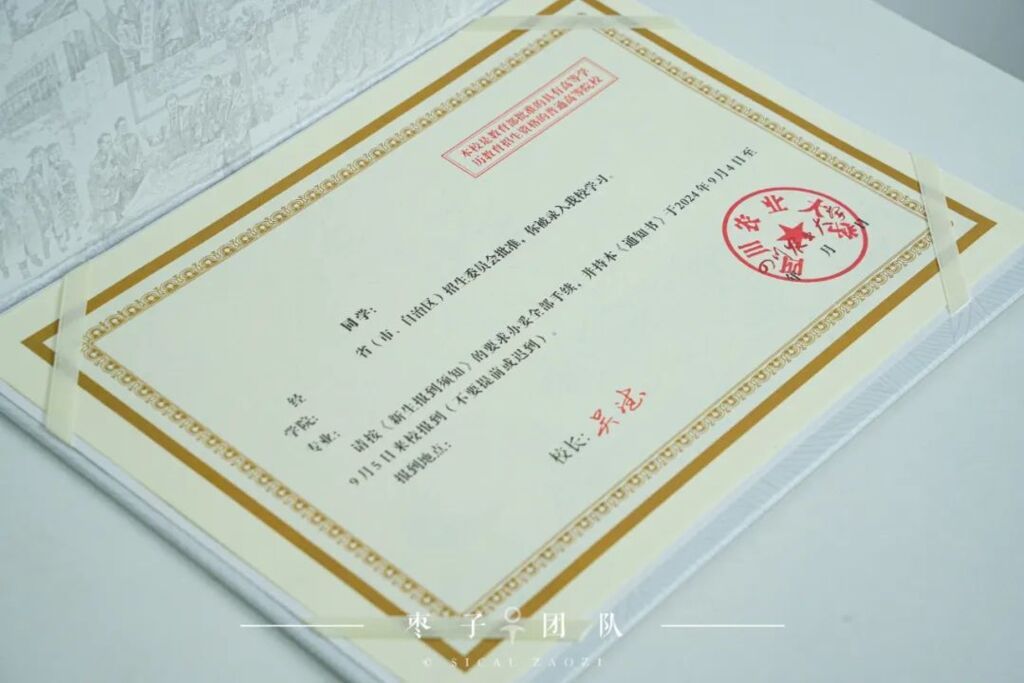 本校是教育部批准的具有高等学
历教育招生资格的普通高等院校
同学:
经 省(市、自治区)招生委员会批准,你被录入我校学习。
学院:
专业:
请按《新生报到须知》的要求办妥全部手续,并持本《通知书》于2024年9月4日至
9月5日来校报到(不要提前或迟到)。
报到地点:
校长:吴德
四川农业大学
年 月 日
枣子团队
© SICAU ZAOZI